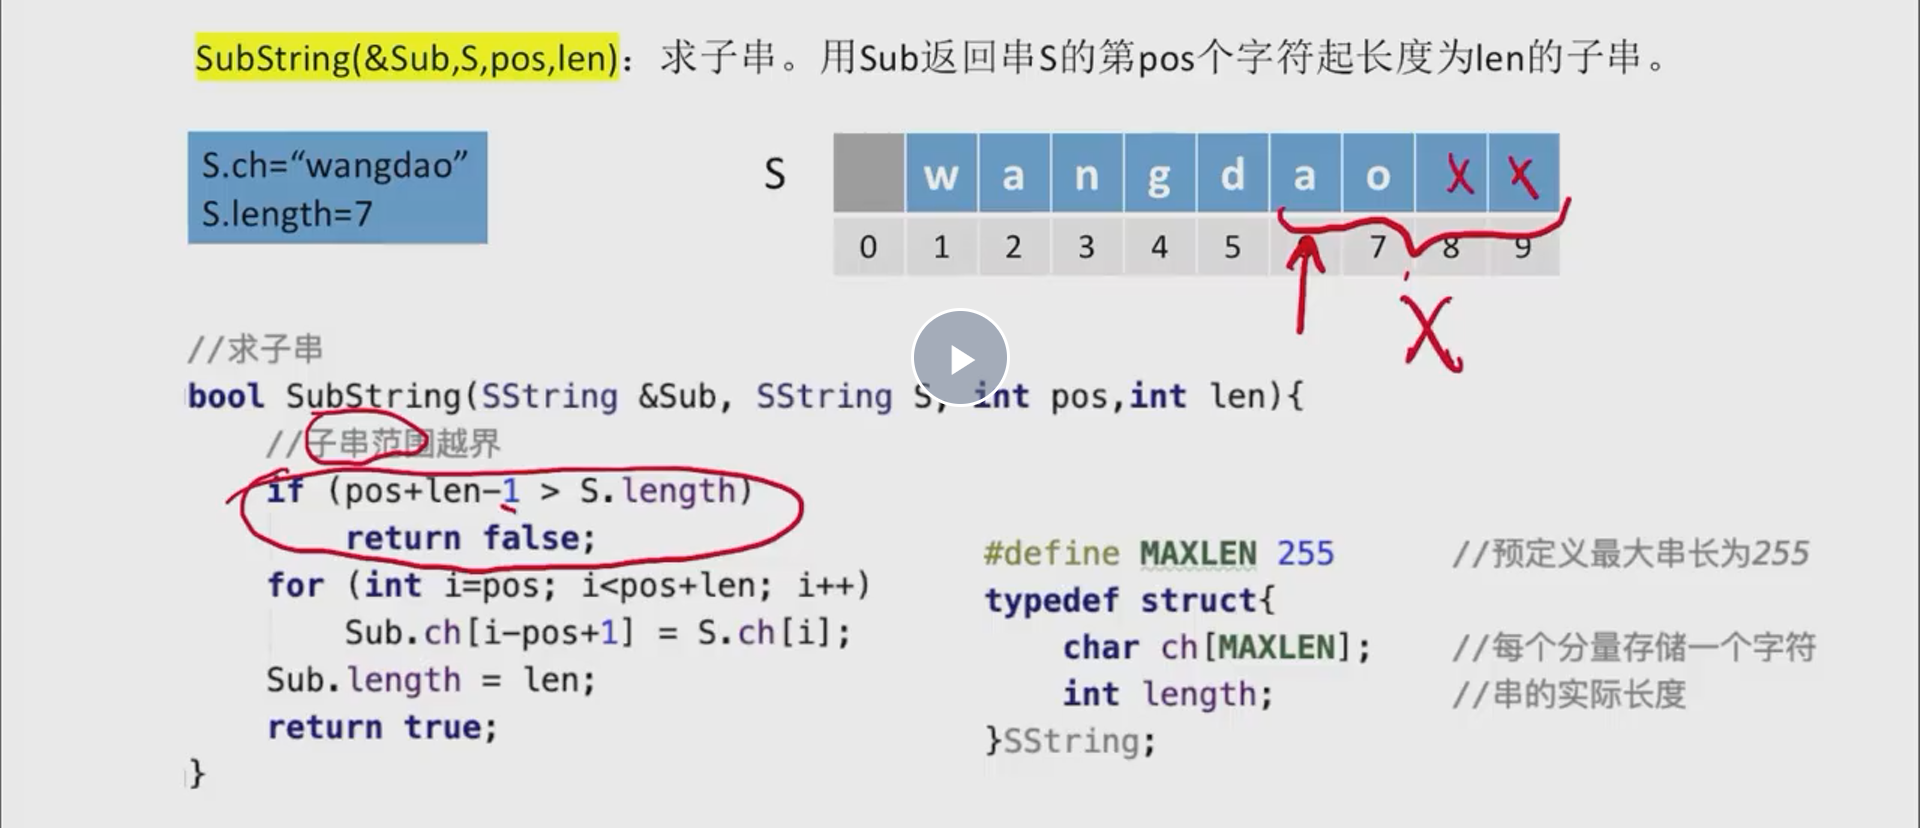 SubString(&Sub,S,pos,len)：求子串。用Sub返回串S的第pos个字符起长度为len的子串。
S.ch=“wangdao”
S.length=7
S w a n g d a o X X
0 1 2 3 4 5 7 8 9
X
//求子串
bool SubString(SString &Sub, SString S, int pos,int len){
//子串范围越界
if (pos+len-1 > S.length)
return false;
for (int i=pos; i<pos+len; i++)
Sub.ch[i-pos+1] = S.ch[i];
Sub.length = len;
return true;
}
#define MAXLEN 255 //预定义最大串长为255
typedef struct{
char ch[MAXLEN]; //每个分量存储一个字符
int length; //串的实际长度
}SString;